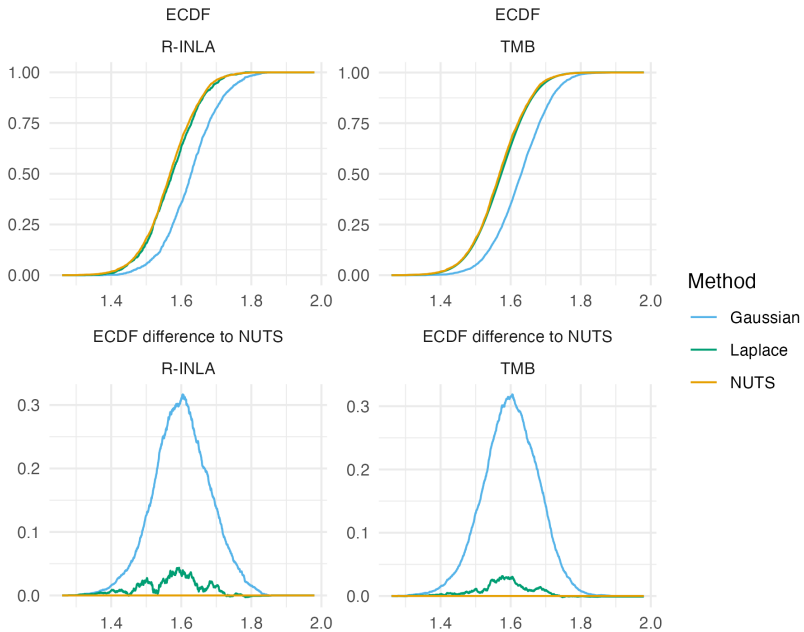 ECDF
ECDF
R-INLA
TMB
1.00
0.75
0.50
0.25
0.00
1.4 1.6 1.8 2.0
1.00
0.75
0.50
0.25
0.00
1.4 1.6 1.8 2.0
ECDF difference to NUTS
ECDF difference to NUTS
R-INLA
TMB
0.3
0.2
0.1
0.0
1.4 1.6 1.8 2.0
0.3
0.2
0.1
0.0
1.4 1.6 1.8 2.0
Method
Gaussian
Laplace
NUTS